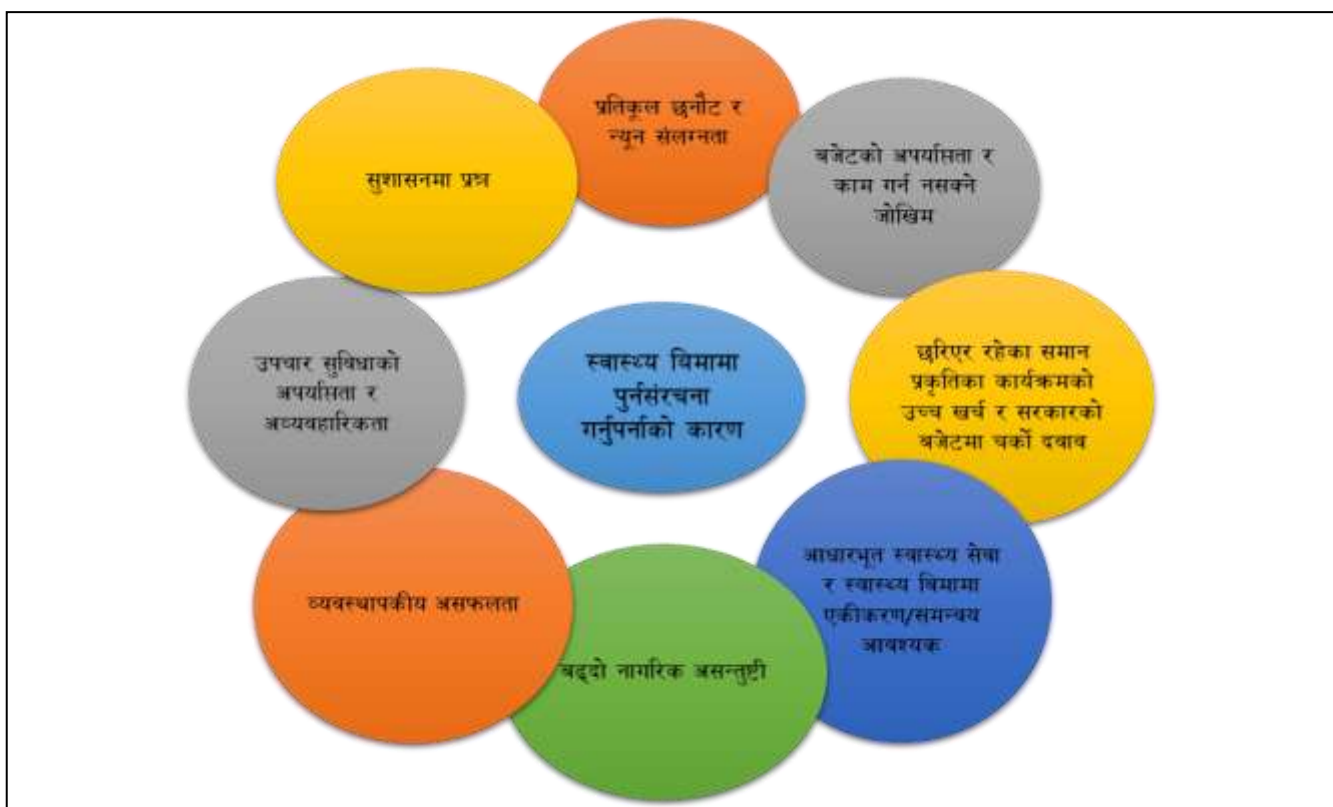 प्रतिकूल छनौट र
न्यून संलग्नता
बजेटको अपर्याप्तता र
काम गर्न नसक्ने
जोखिम
छरिएर रहेका समान
प्रकृतिका कार्यक्रमको
उच्च खर्च र सरकारको
बजेटमा चर्को दवाव
आधारभूत स्वास्थ्य सेवा
र स्वास्थ्य विमामा
एकीकरण/समन्वय
आवश्यक
बढ्दो नागरिक असन्तुष्टी
व्यवस्थापकीय असफलता
उपचार सुविधाको
अपर्याप्तता र
अव्यवहारिकता
सुशासनमा प्रश्न
स्वास्थ्य विमामा
पुर्नसंरचना
गर्नुपर्नाको कारण